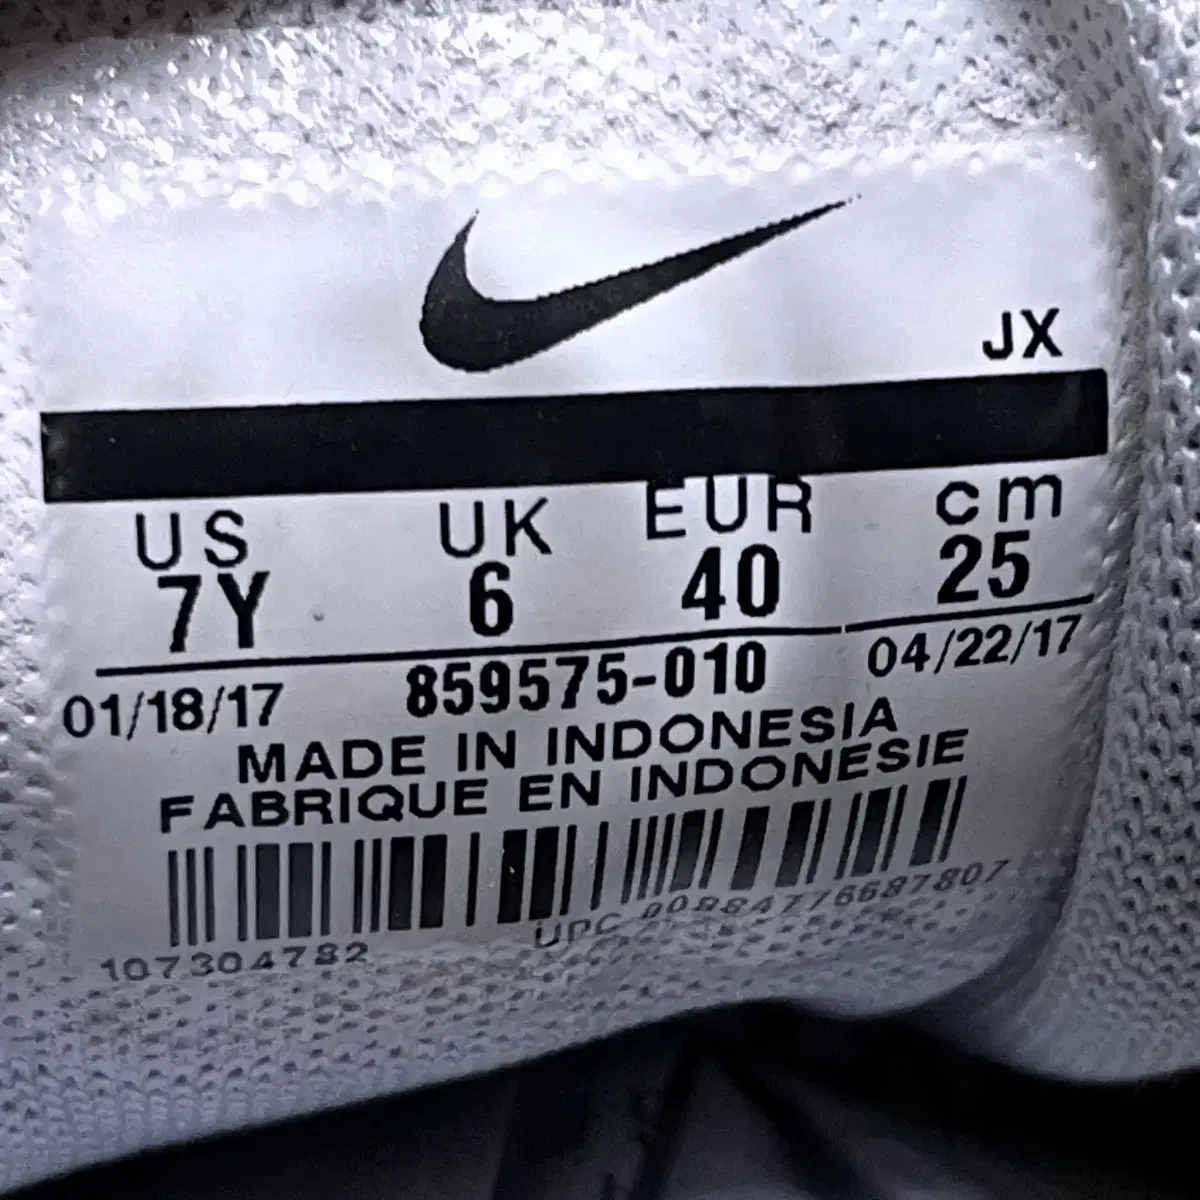 JX
US UK EUR cm
7Y 6 40 25
01/18/17 859575-010 04/22/17
MADE IN INDONESIA
FABRIQUE EN INDONESIE
107304782 UPC 00884776687807